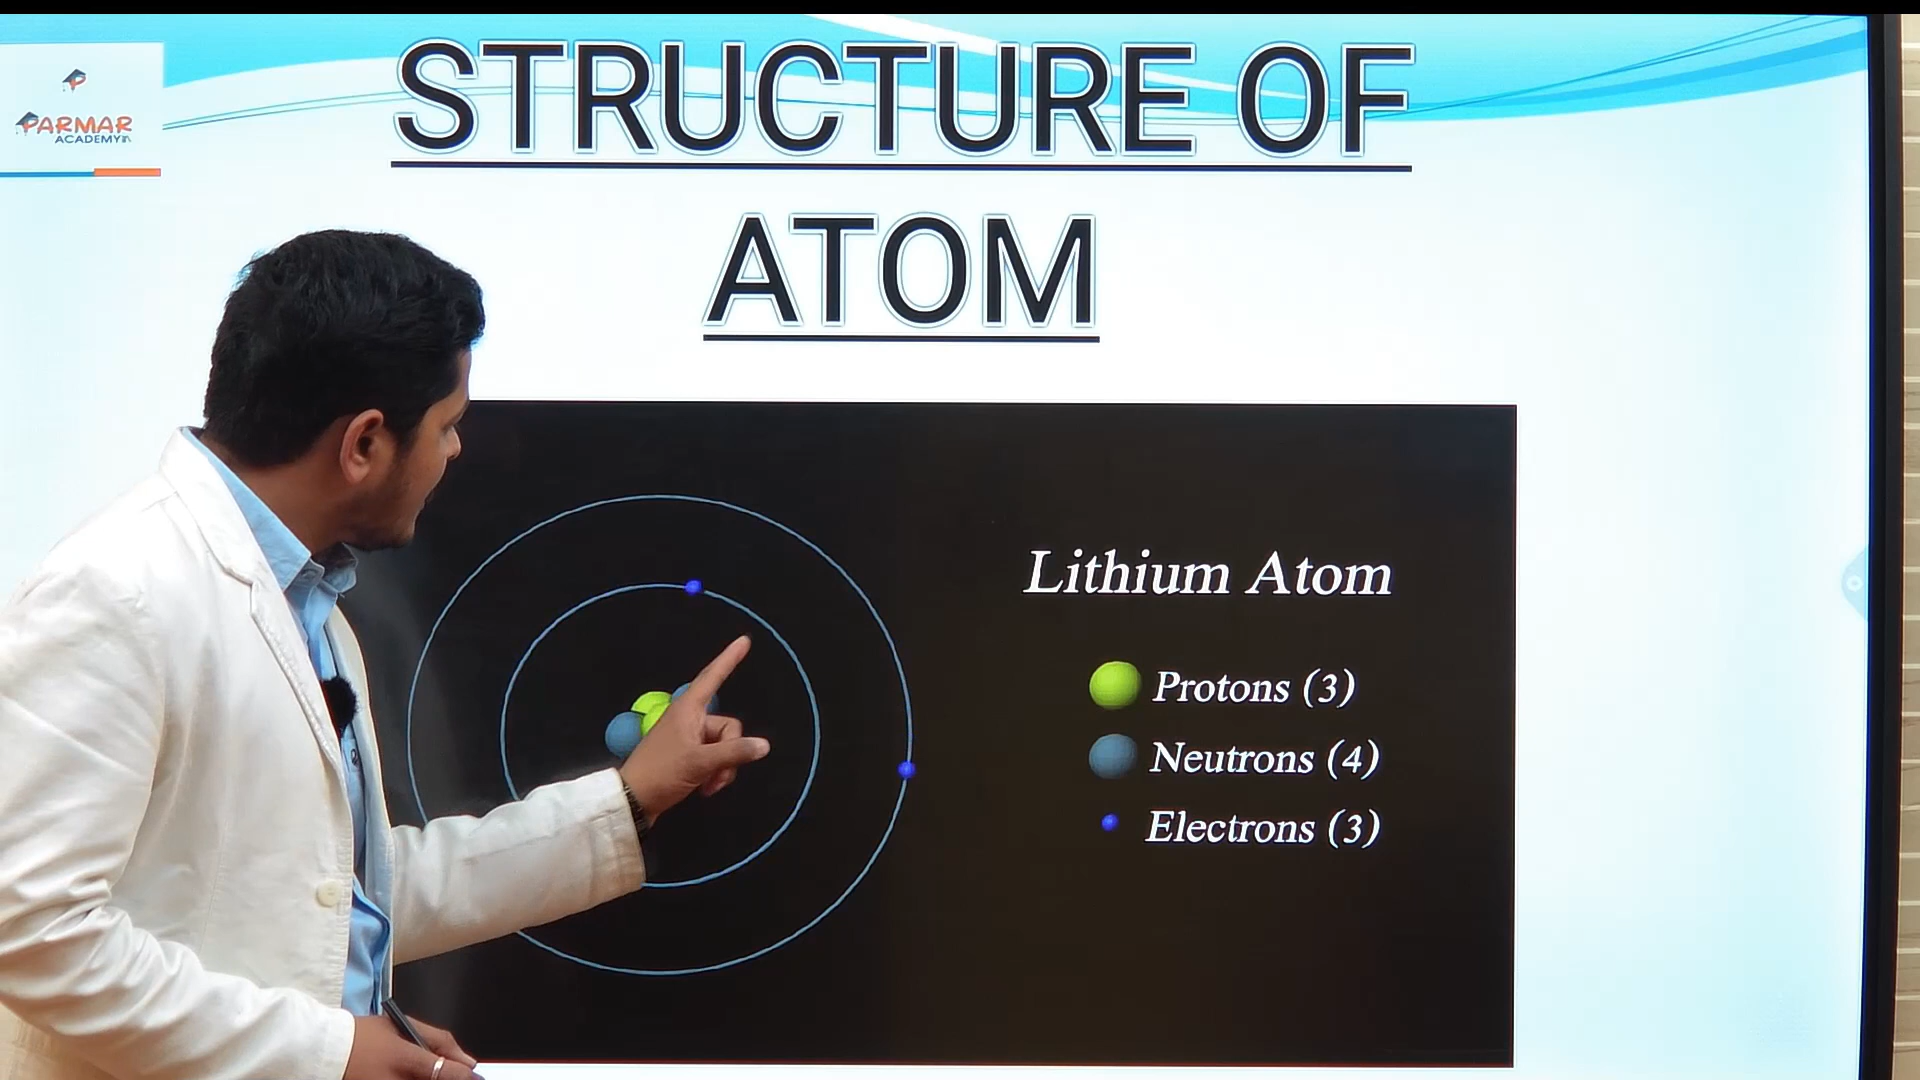 PARMAR
ACADEMY
STRUCTURE OF
ATOM
Lithium Atom
Protons (3)
Neutrons (4)
Electrons (3)